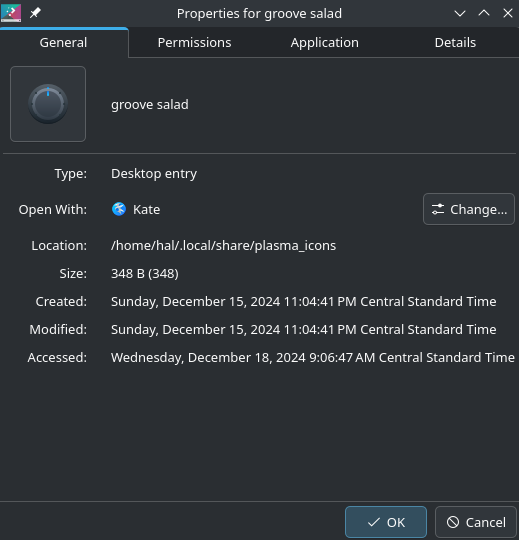 Properties for groove salad
General Permissions Application Details
groove salad
Type: Desktop entry
Open With: Kate Change...
Location: /home/hal/.local/share/plasma_icons
Size: 348 B (348)
Created: Sunday, December 15, 2024 11:04:41 PM Central Standard Time
Modified: Sunday, December 15, 2024 11:04:41 PM Central Standard Time
Accessed: Wednesday, December 18, 2024 9:06:47 AM Central Standard Time
OK Cancel